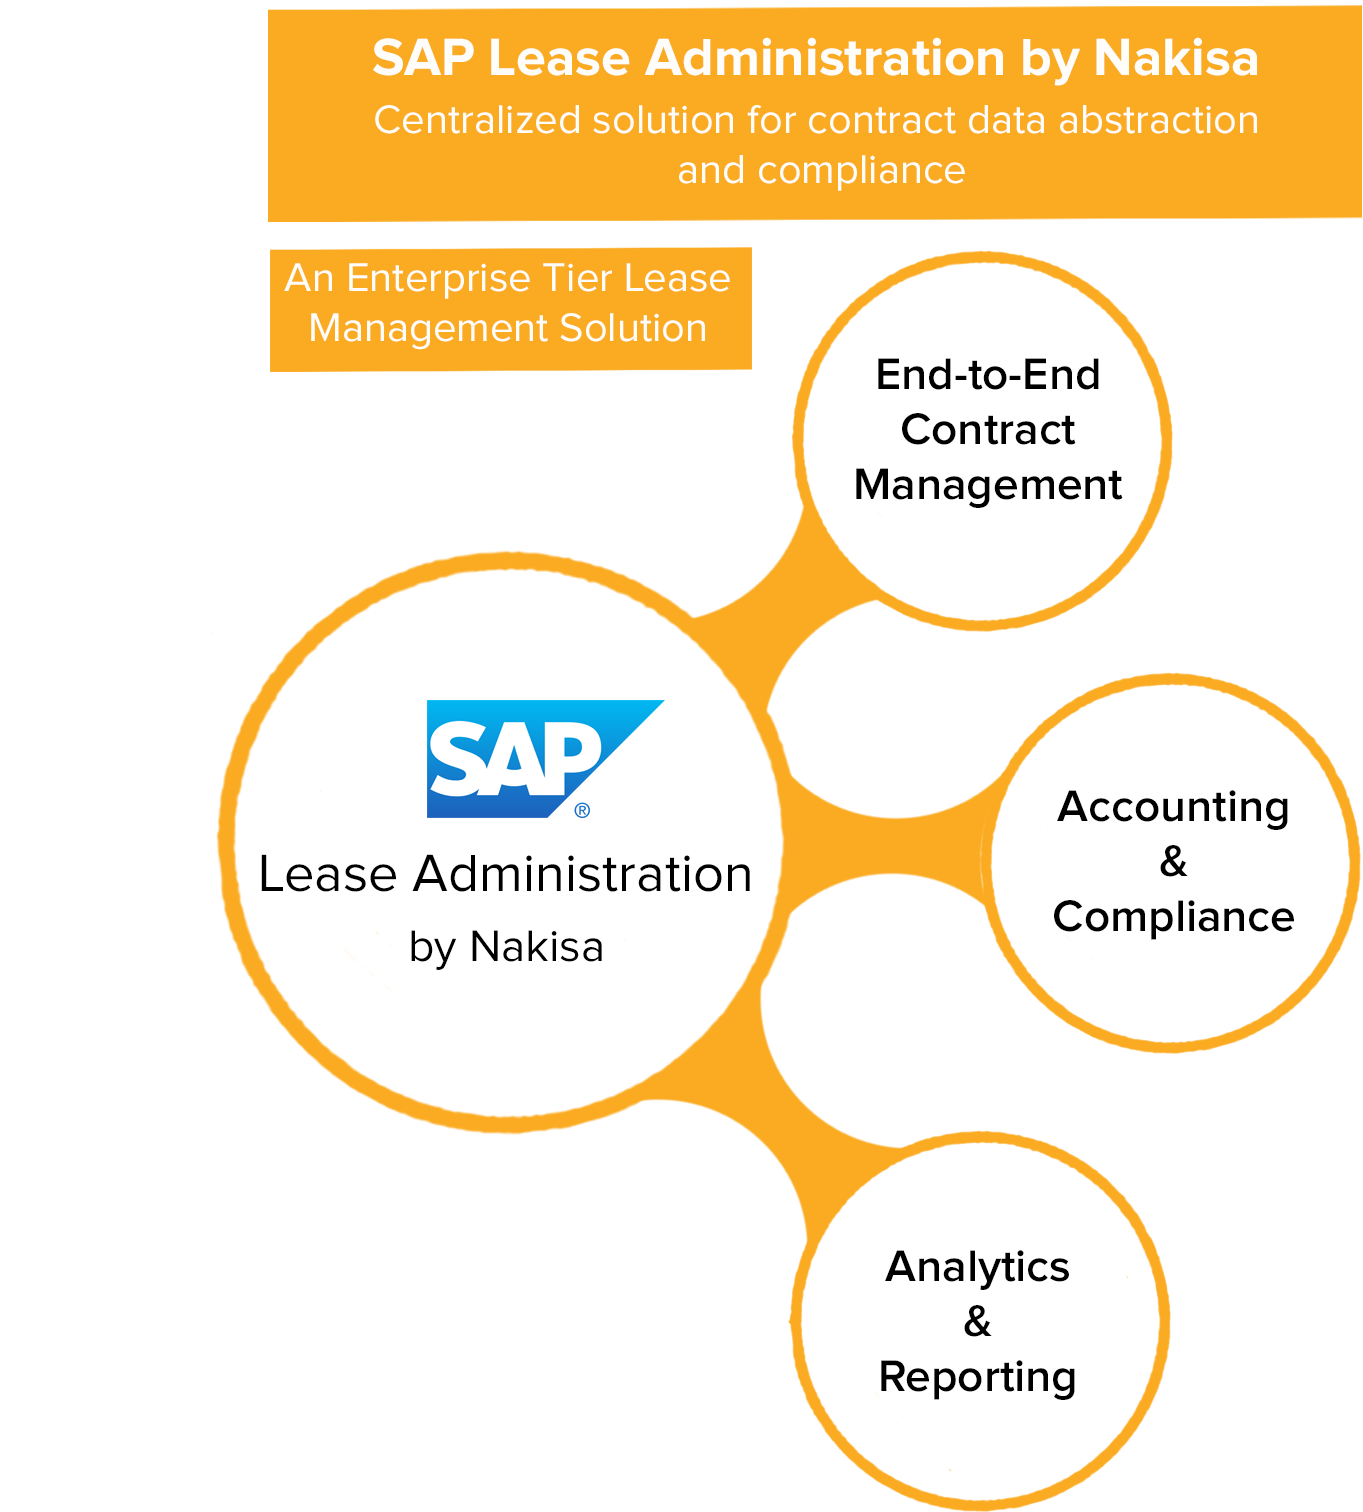 SAP Lease Administration by Nakisa
Centralized solution for contract data abstraction
and compliance
An Enterprise Tier Lease
Management Solution
End-to-End
Contract
Management
SAP
®
Lease Administration
by Nakisa
Accounting
&
Compliance
Analytics
&
Reporting